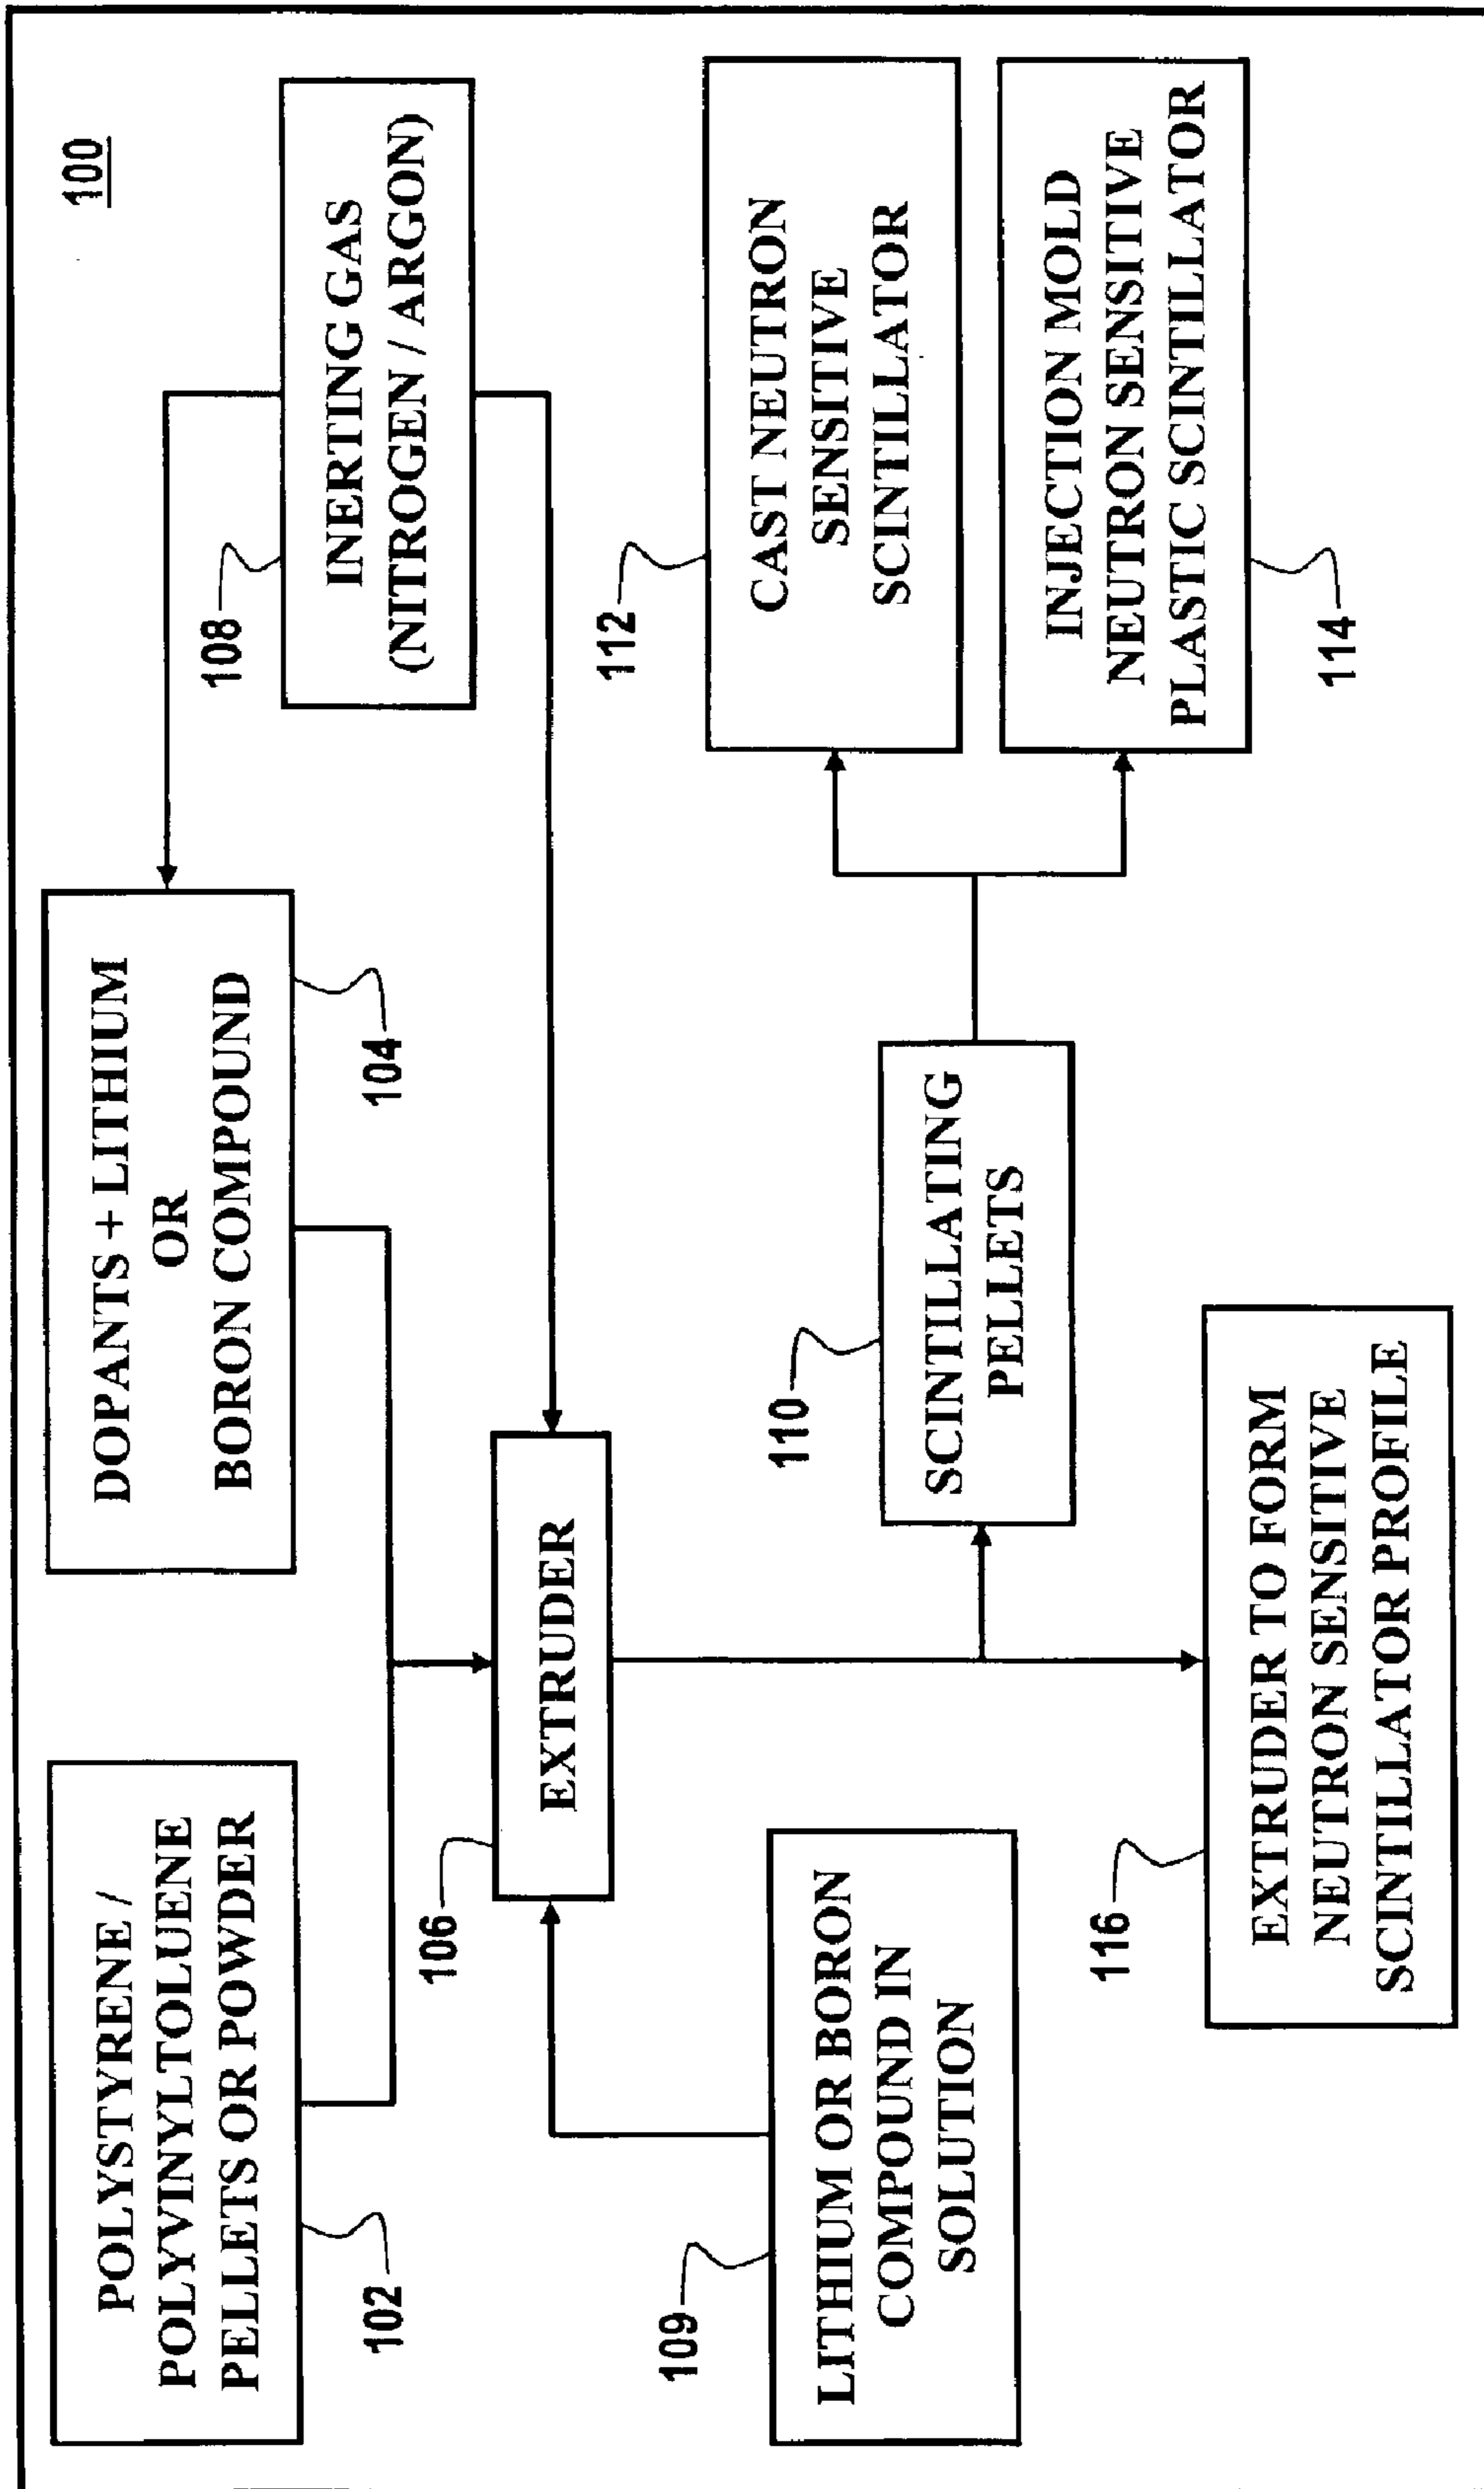 100
POLYSTYRENE /
POLYVINYLTOLUENE
PELLETS OR POWDER
102
DOPANTS + LITHIUM
OR
BORON COMPOUND
104
108
INERTING GAS
(NITROGEN / ARGON)
106
EXTRUDER
109
LITHIUM OR BORON
COMPOUND IN
SOLUTION
110
SCINTILLATING
PELLETS
112
CAST NEUTRON
SENSITIVE
SCINTILLATOR
INJECTION MOLD
NEUTRON SENSITIVE
PLASTIC SCINTILLATOR
114
116
EXTRUDER TO FORM
NEUTRON SENSITIVE
SCINTILLATOR PROFILE